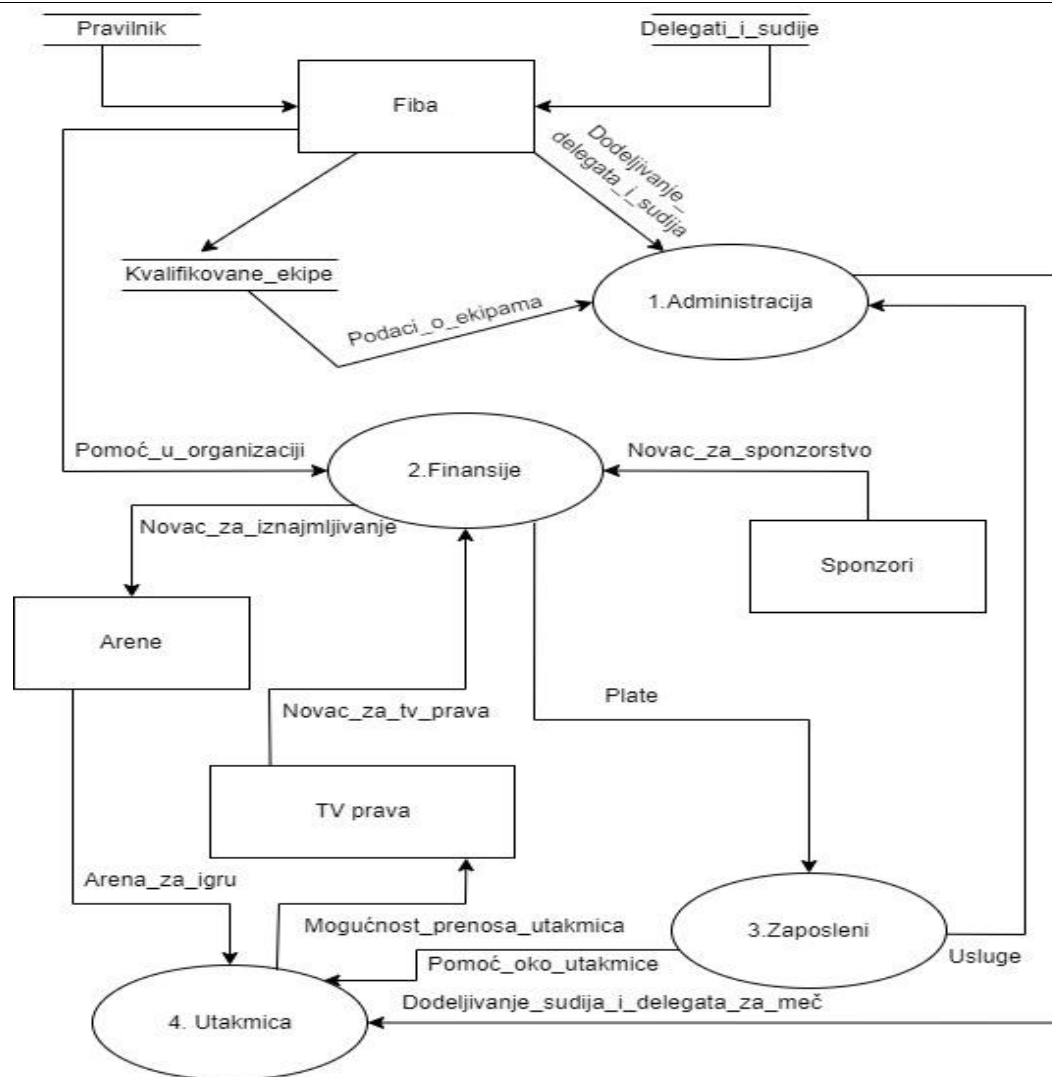 Pravilnik
Delegati_i_sudije
Fiba
Dodeljivanje_
delegata_i_sudija
Kvalifikovane_ekipe
1.Administracija
Podaci_o_ekipama
Pomoć_u_organizaciji
2.Finansije
Novac_za_sponzorstvo
Novac_za_iznajmljivanje
Sponzori
Arene
Novac_za_tv_prava
Plate
TV prava
Arena_za_igru
Mogućnost_prenosa_utakmica
3.Zaposleni
Usluge
Pomoć_oko_utakmice
Dodeljivanje_sudija_i_delegata_za_meč
4. Utakmica